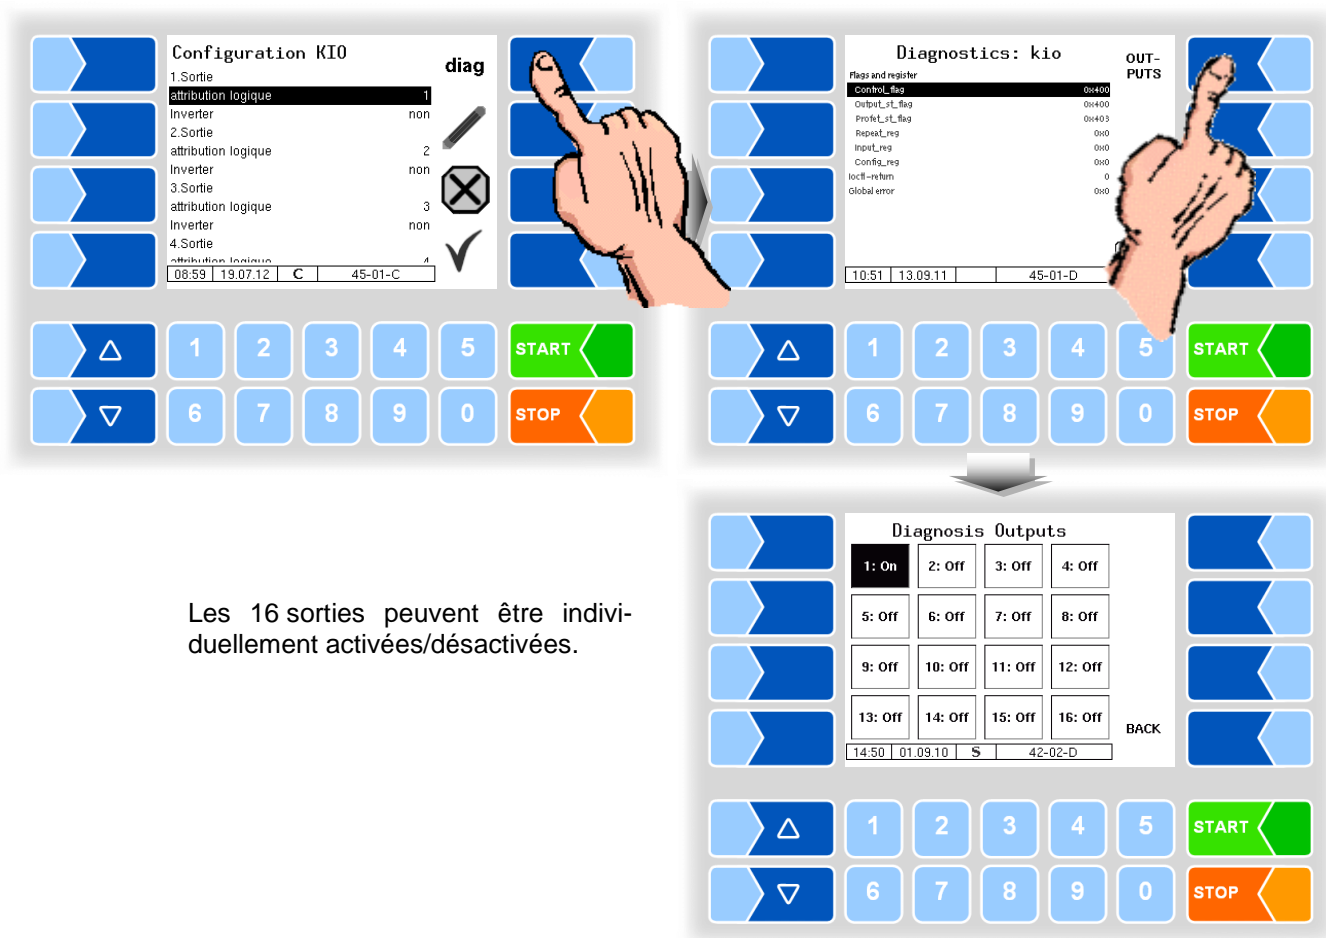 Configuration KIO
diag
1.Sortie
attribution logique 1
Inverter non
2.Sortie
attribution logique 2
Inverter non
3.Sortie
attribution logique 3
Inverter non
4.Sortie
attribution logique 4
08:59 19.07.12 C 45-01-C
1 2 3 4 5 START
6 7 8 9 0 STOP
Diagnostics: kio
OUT-
PUTS
Flags and register
Control_flag 0x400
Output_st_flag 0x400
Profet_st_flag 0x403
Repeat_reg 0x0
Input_reg 0x0
Config_reg 0x0
Ioctl-return 0
Global error 0x0
10:51 13.09.11 45-01-D
1 2 3 4 5 START
6 7 8 9 0 STOP
Les 16 sorties peuvent être indivi-
duellement activées/désactivées.
Diagnosis Outputs
1: On 2: Off 3: Off 4: Off
5: Off 6: Off 7: Off 8: Off
9: Off 10: Off 11: Off 12: Off
13: Off 14: Off 15: Off 16: Off
BACK
14:50 01.09.10 S 42-02-D
1 2 3 4 5 START
6 7 8 9 0 STOP